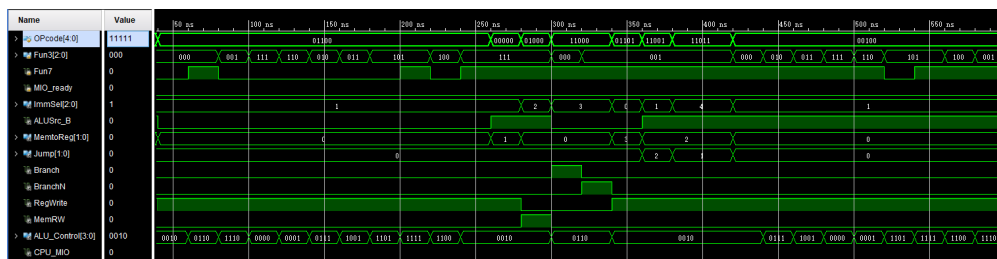 Name Value
50 ns 100 ns 150 ns 200 ns 250 ns 300 ns 350 ns 400 ns 450 ns 500 ns 550 ns
OPcode[4:0] 11111 01100 00000 01000 11000 01101 11001 11011 00100
Fun3[2:0] 000 000 001 111 110 010 011 101 100 111 000 001 000 010 011 111 110 101 100 001
Fun7 0
MIO_ready 0
ImmSel[2:0] 1 1 2 3 0 1 4 1
ALUSrc_B 0
MemtoReg[1:0] 0 0 1 0 3 2 0
Jump[1:0] 0 0 2 1 0
Branch 0
BranchN 0
RegWrite 0
MemRW 0
ALU_Control[3:0] 0010 0010 0110 1110 0000 0001 0111 1001 1101 1111 1100 0010 0110 0010 0111 1001 0000 0001 1101 1111 1100 1110
CPU_MIO 0